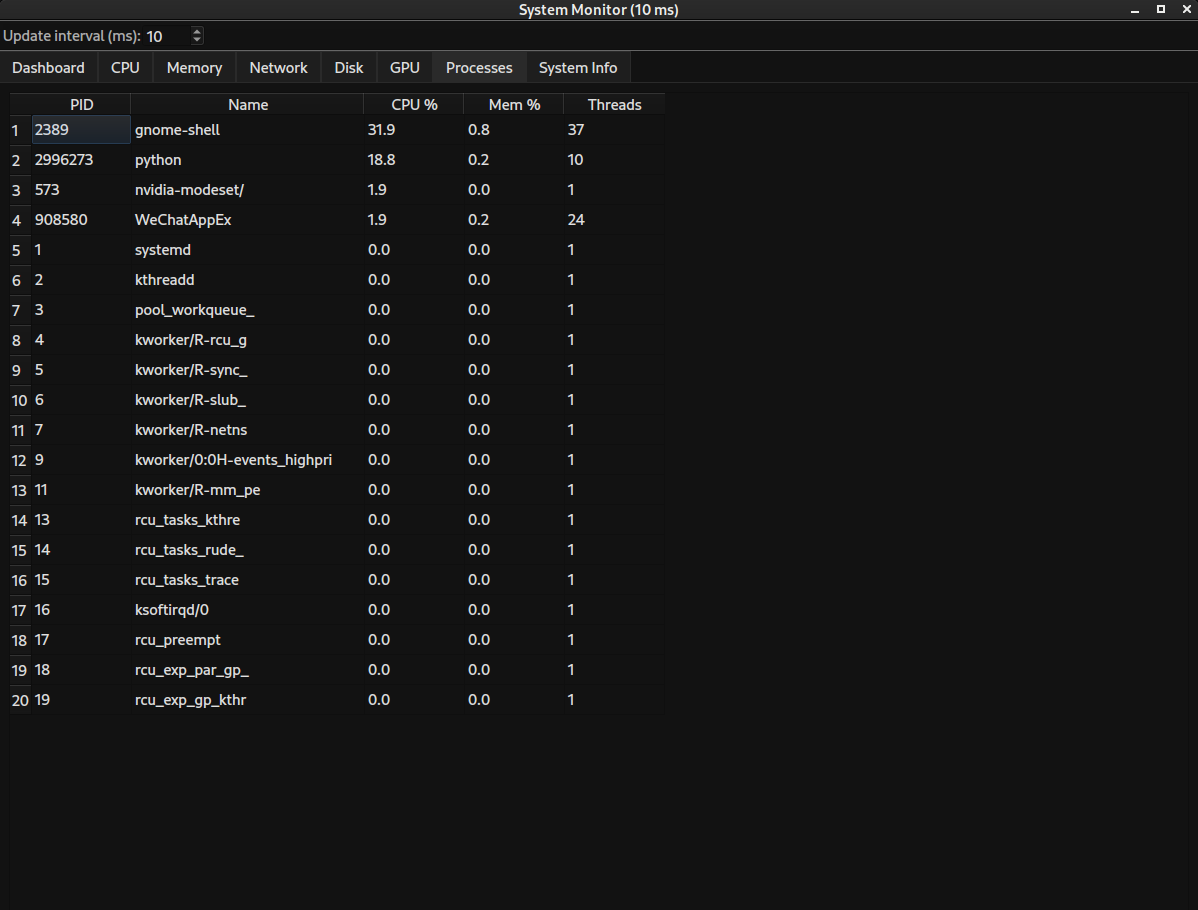 System Monitor (10 ms)
Update interval (ms): 10
Dashboard CPU Memory Network Disk GPU Processes System Info
PID Name CPU % Mem % Threads
1 2389 gnome-shell 31.9 0.8 37
2 2996273 python 18.8 0.2 10
3 573 nvidia-modeset/ 1.9 0.0 1
4 908580 WeChatAppEx 1.9 0.2 24
5 1 systemd 0.0 0.0 1
6 2 kthreadd 0.0 0.0 1
7 3 pool_workqueue_ 0.0 0.0 1
8 4 kworker/R-rcu_g 0.0 0.0 1
9 5 kworker/R-sync_ 0.0 0.0 1
10 6 kworker/R-slub_ 0.0 0.0 1
11 7 kworker/R-netns 0.0 0.0 1
12 9 kworker/0:0H-events_highpri 0.0 0.0 1
13 11 kworker/R-mm_pe 0.0 0.0 1
14 13 rcu_tasks_kthre 0.0 0.0 1
15 14 rcu_tasks_rude_ 0.0 0.0 1
16 15 rcu_tasks_trace 0.0 0.0 1
17 16 ksoftirqd/0 0.0 0.0 1
18 17 rcu_preempt 0.0 0.0 1
19 18 rcu_exp_par_gp_ 0.0 0.0 1
20 19 rcu_exp_gp_kthr 0.0 0.0 1